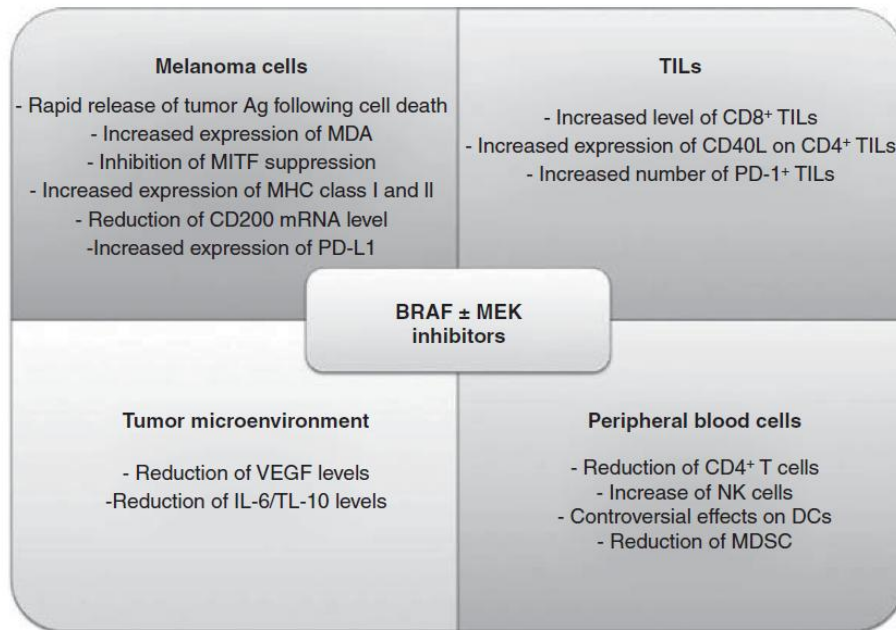 Melanoma cells
- Rapid release of tumor Ag following cell death
- Increased expression of MDA
- Inhibition of MITF suppression
- Increased expression of MHC class I and II
- Reduction of CD200 mRNA level
-Increased expression of PD-L1
TILs
- Increased level of CD8⁺ TILs
- Increased expression of CD40L on CD4⁺ TILs
- Increased number of PD-1⁺ TILs
BRAF ± MEK
inhibitors
Tumor microenvironment
- Reduction of VEGF levels
-Reduction of IL-6/TL-10 levels
Peripheral blood cells
- Reduction of CD4⁺ T cells
- Increase of NK cells
- Controversial effects on DCs
- Reduction of MDSC